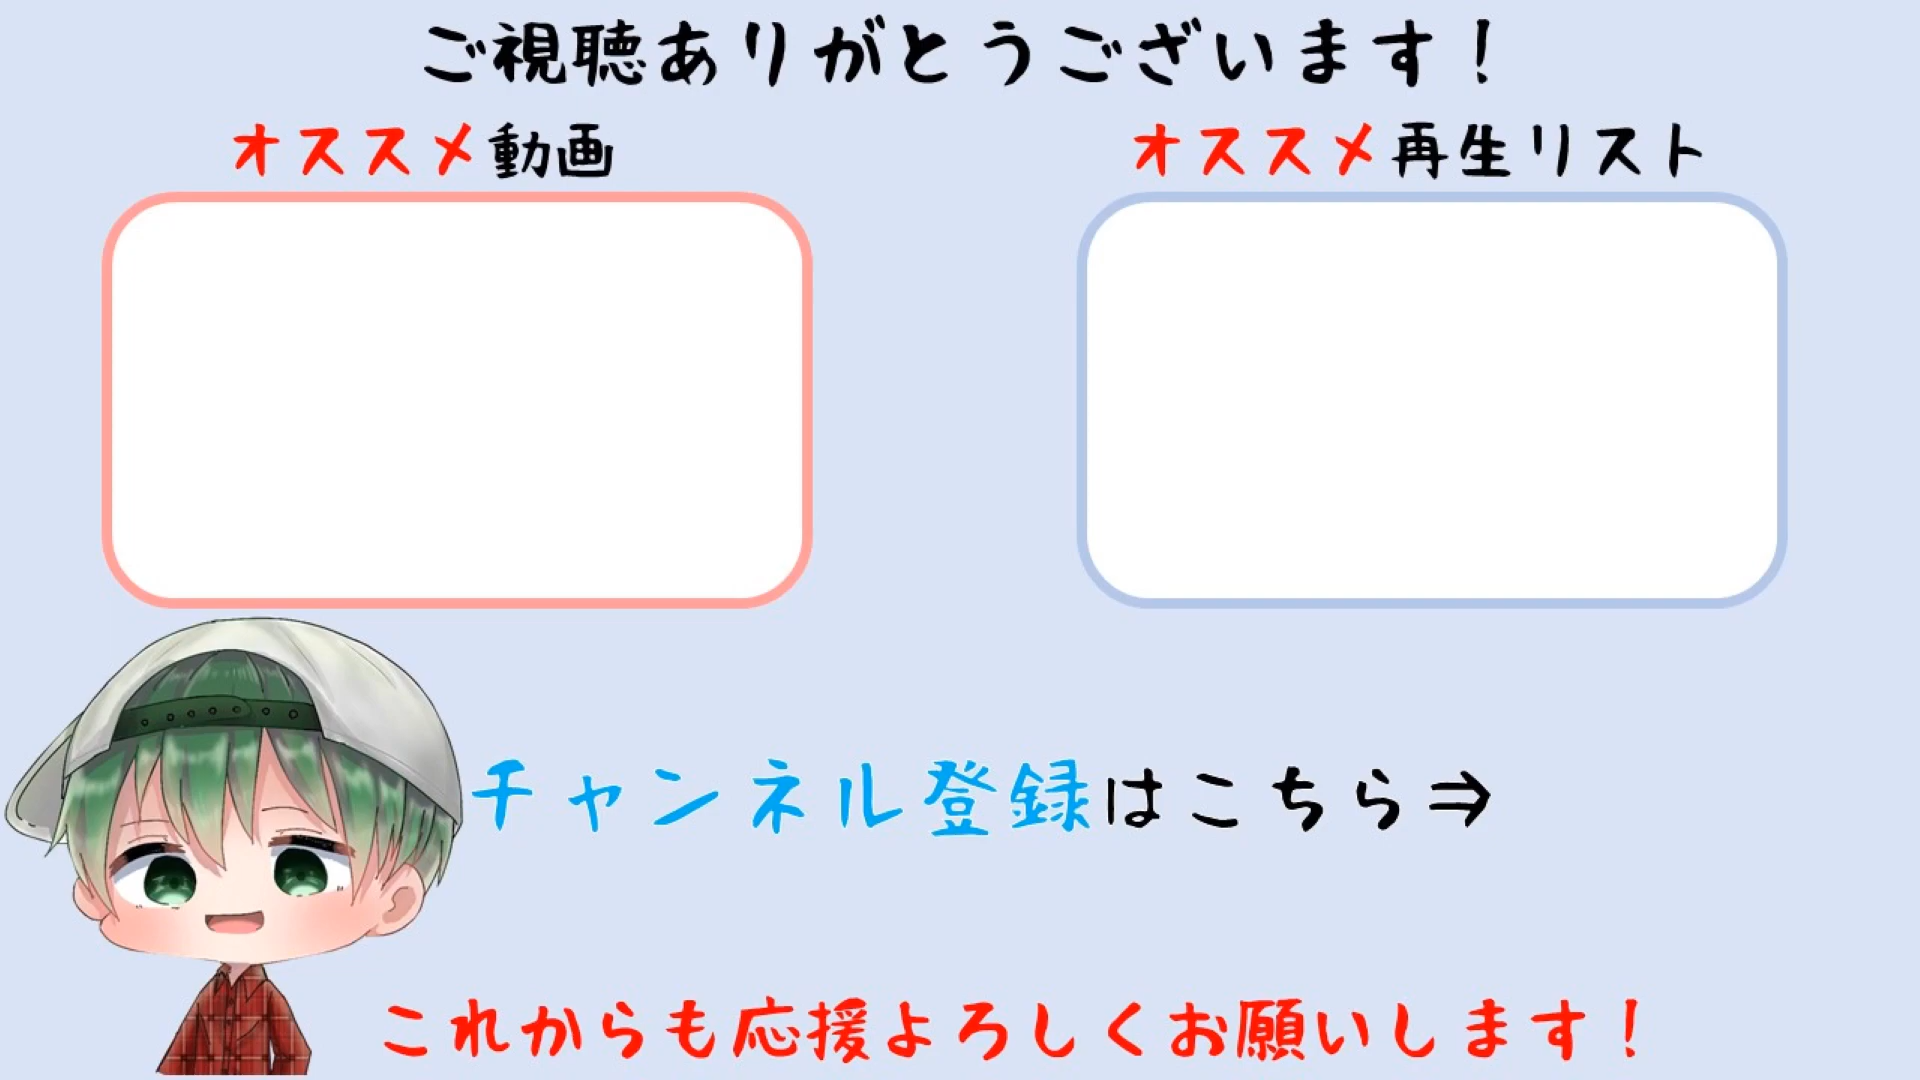 ご視聴ありがとうございます！
オススメ動画
オススメ再生リスト
チャンネル登録はこちら⇒
これからも応援よろしくお願いします！